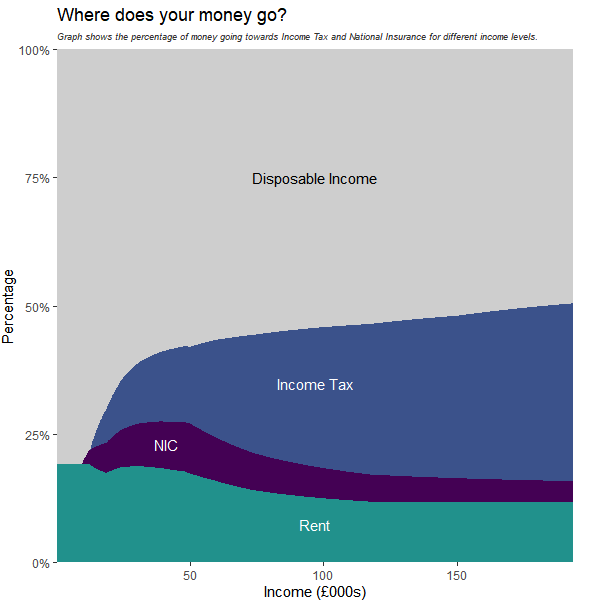 Where does your money go?
Graph shows the percentage of money going towards Income Tax and National Insurance for different income levels.
100%
75%
50%
25%
0%
Percentage
Disposable Income
Income Tax
NIC
Rent
50
100
150
Income (£000s)